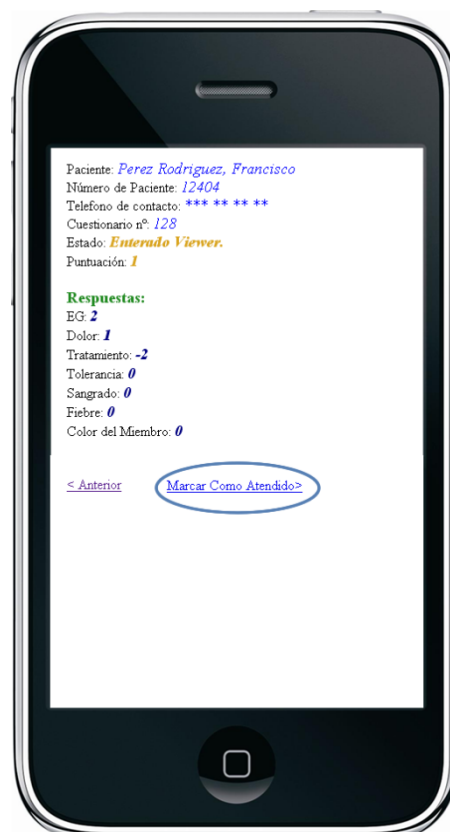 Paciente: Perez Rodriguez, Francisco
Número de Paciente: 12404
Telefono de contacto: *** ** ** **
Cuestionario nº: 128
Estado: Enterado Viewer.
Puntuación: 1
Respuestas:
EG: 2
Dolor: 1
Tratamiento: -2
Tolerancia: 0
Sangrado: 0
Fiebre: 0
Color del Miembro: 0
< Anterior Marcar Como Atendido>